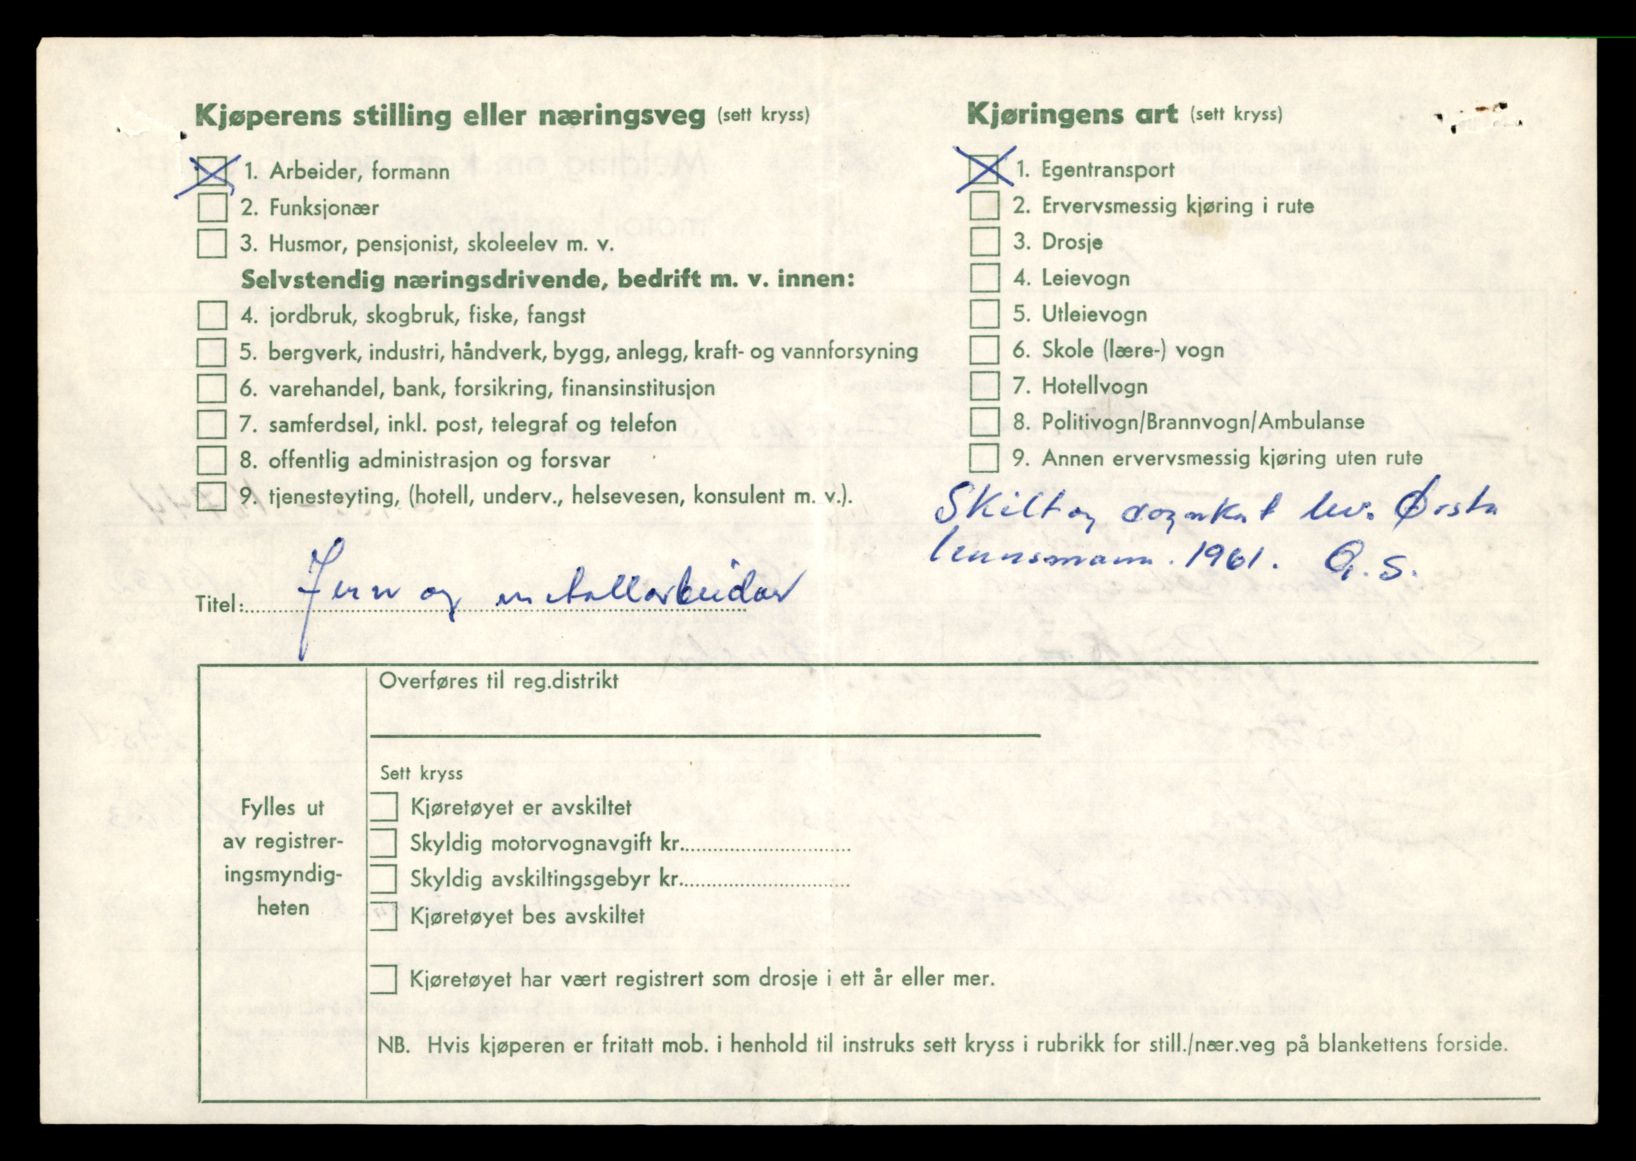 Kjøperens stilling eller næringsveg (sett kryss)
1. Arbeider, formann
2. Funksjonær
3. Husmor, pensjonist, skoleelev m. v.
Selvstendig næringsdrivende, bedrift m. v. innen:
4. jordbruk, skogbruk, fiske, fangst
5. bergverk, industri, håndverk, bygg, anlegg, kraft- og vannforsyning
6. varehandel, bank, forsikring, finansinstitusjon
7. samferdsel, inkl. post, telegraf og telefon
8. offentlig administrasjon og forsvar
9. tjenesteyting, (hotell, underv., helsevesen, konsulent m. v.).
Titel: Jern og metallarbeidar
Kjøringens art (sett kryss)
1. Egentransport
2. Ervervsmessig kjøring i rute
3. Drosje
4. Leievogn
5. Utleievogn
6. Skole (lære-) vogn
7. Hotellvogn
8. Politivogn/Brannvogn/Ambulanse
9. Annen ervervsmessig kjøring uten rute
Skilt og vognkort lev. Ørsta
lennsmann. 1961. G. S.
Fylles ut
av registrer-
ingsmyndig-
heten
Overføres til reg.distrikt
Sett kryss
Kjøretøyet er avskiltet
Skyldig motorvognavgift kr.
Skyldig avskiltingsgebyr kr.
Kjøretøyet bes avskiltet
Kjøretøyet har vært registrert som drosje i ett år eller mer.
NB. Hvis kjøperen er fritatt mob. i henhold til instruks sett kryss i rubrikk for still./nær.veg på blankettens forside.